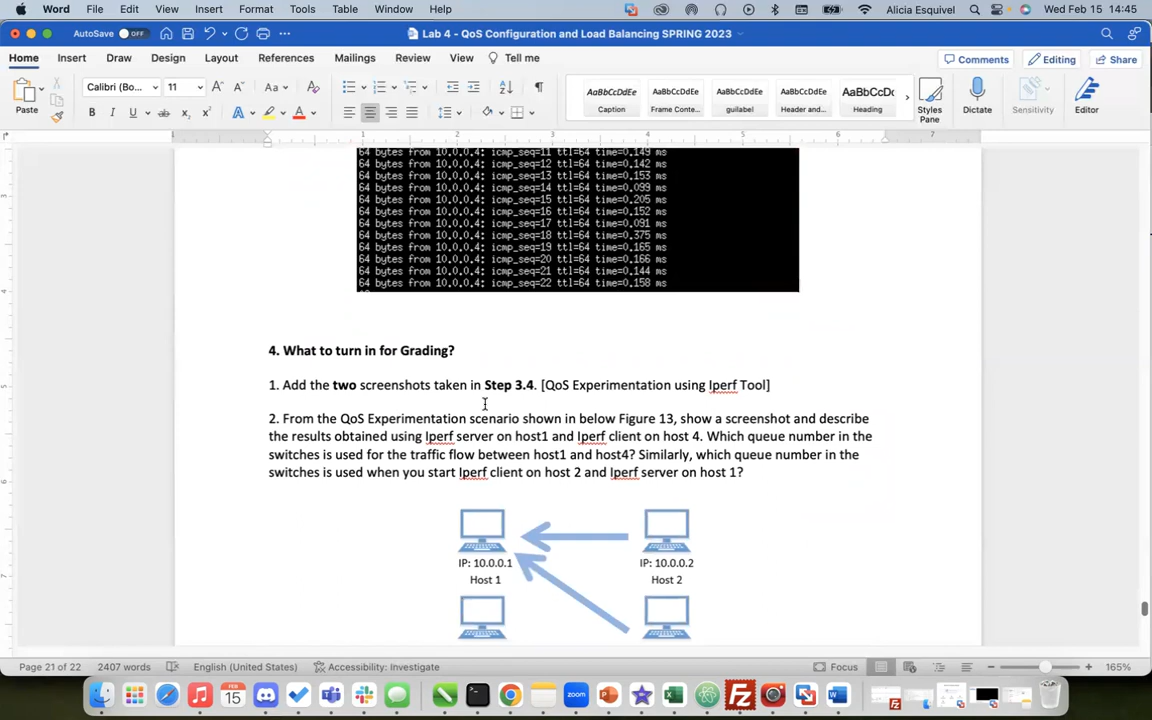 Word File Edit View Insert Format Tools Table Window Help Alicia Esquivel Wed Feb 15 14:45
AutoSave OFF Lab 4 - QoS Configuration and Load Balancing SPRING 2023
Home Insert Draw Design Layout References Mailings Review View Tell me Comments Editing Share
Paste Calibri (Bo... 11 Caption Frame Conte... guilabel Header and... Heading Styles Pane Dictate Sensitivity Editor
64 bytes from 10.0.0.4: icmp_seq=11 ttl=64 time=0.149 ms
64 bytes from 10.0.0.4: icmp_seq=12 ttl=64 time=0.142 ms
64 bytes from 10.0.0.4: icmp_seq=13 ttl=64 time=0.153 ms
64 bytes from 10.0.0.4: icmp_seq=14 ttl=64 time=0.099 ms
64 bytes from 10.0.0.4: icmp_seq=15 ttl=64 time=0.205 ms
64 bytes from 10.0.0.4: icmp_seq=16 ttl=64 time=0.152 ms
64 bytes from 10.0.0.4: icmp_seq=17 ttl=64 time=0.091 ms
64 bytes from 10.0.0.4: icmp_seq=18 ttl=64 time=0.375 ms
64 bytes from 10.0.0.4: icmp_seq=19 ttl=64 time=0.165 ms
64 bytes from 10.0.0.4: icmp_seq=20 ttl=64 time=0.166 ms
64 bytes from 10.0.0.4: icmp_seq=21 ttl=64 time=0.144 ms
64 bytes from 10.0.0.4: icmp_seq=22 ttl=64 time=0.158 ms
4. What to turn in for Grading?
1. Add the two screenshots taken in Step 3.4. [QoS Experimentation using Iperf Tool]
2. From the QoS Experimentation scenario shown in below Figure 13, show a screenshot and describe
the results obtained using Iperf server on host1 and Iperf client on host 4. Which queue number in the
switches is used for the traffic flow between host1 and host4? Similarly, which queue number in the
switches is used when you start Iperf client on host 2 and Iperf server on host 1?
IP: 10.0.0.1 IP: 10.0.0.2
Host 1 Host 2
Page 21 of 22 2407 words English (United States) Accessibility: Investigate Focus 165%